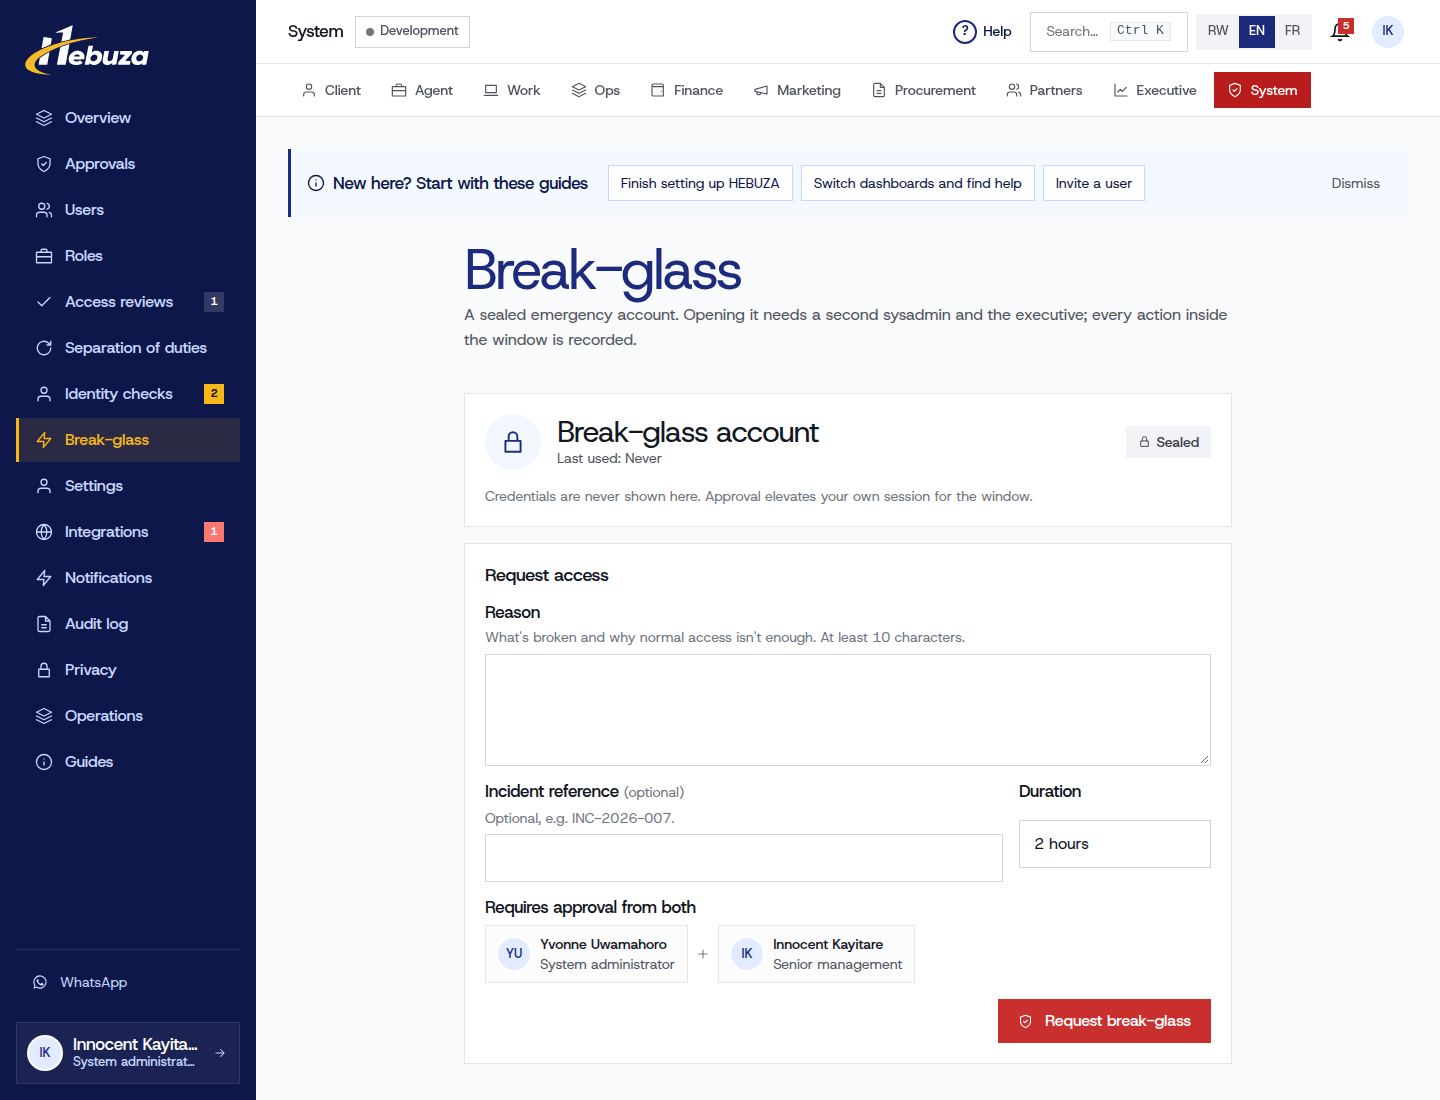 Hebuza
Overview
Approvals
Users
Roles
Access reviews 1
Separation of duties
Identity checks 2
Break-glass
Settings
Integrations 1
Notifications
Audit log
Privacy
Operations
Guides
WhatsApp
IK
Innocent Kayita...
System administrat...
System
Development
? Help
Search... Ctrl K
RW EN FR
5
IK
Client
Agent
Work
Ops
Finance
Marketing
Procurement
Partners
Executive
System
New here? Start with these guides
Finish setting up HEBUZA
Switch dashboards and find help
Invite a user
Dismiss
Break-glass
A sealed emergency account. Opening it needs a second sysadmin and the executive; every action inside
the window is recorded.
Break-glass account
Last used: Never
Sealed
Credentials are never shown here. Approval elevates your own session for the window.
Request access
Reason
What's broken and why normal access isn't enough. At least 10 characters.
Incident reference (optional)
Optional, e.g. INC-2026-007.
Duration
2 hours
Requires approval from both
YU
Yvonne Uwamahoro
System administrator
+
IK
Innocent Kayitare
Senior management
Request break-glass